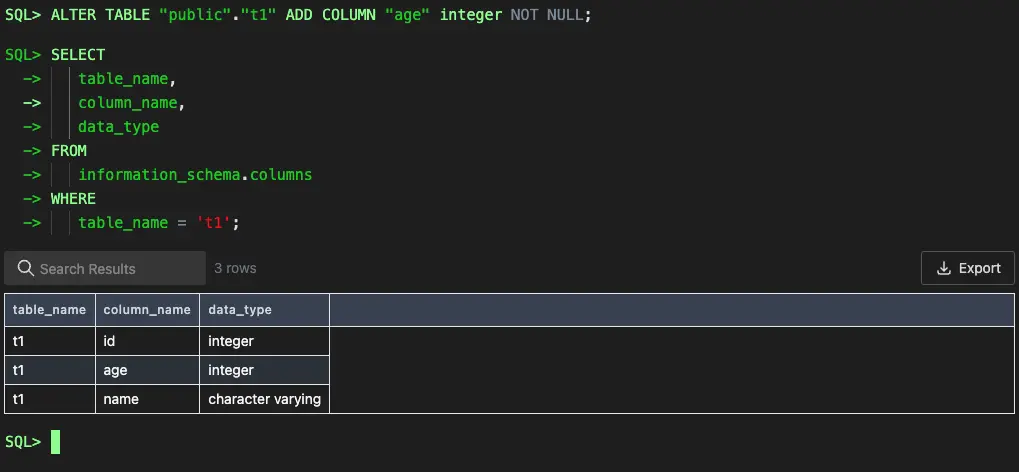 SQL> ALTER TABLE "public"."t1" ADD COLUMN "age" integer NOT NULL;
SQL> SELECT
-> table_name,
-> column_name,
-> data_type
-> FROM
-> information_schema.columns
-> WHERE
-> table_name = 't1';
Search Results 3 rows Export
table_name column_name data_type
t1 id integer
t1 age integer
t1 name character varying
SQL>